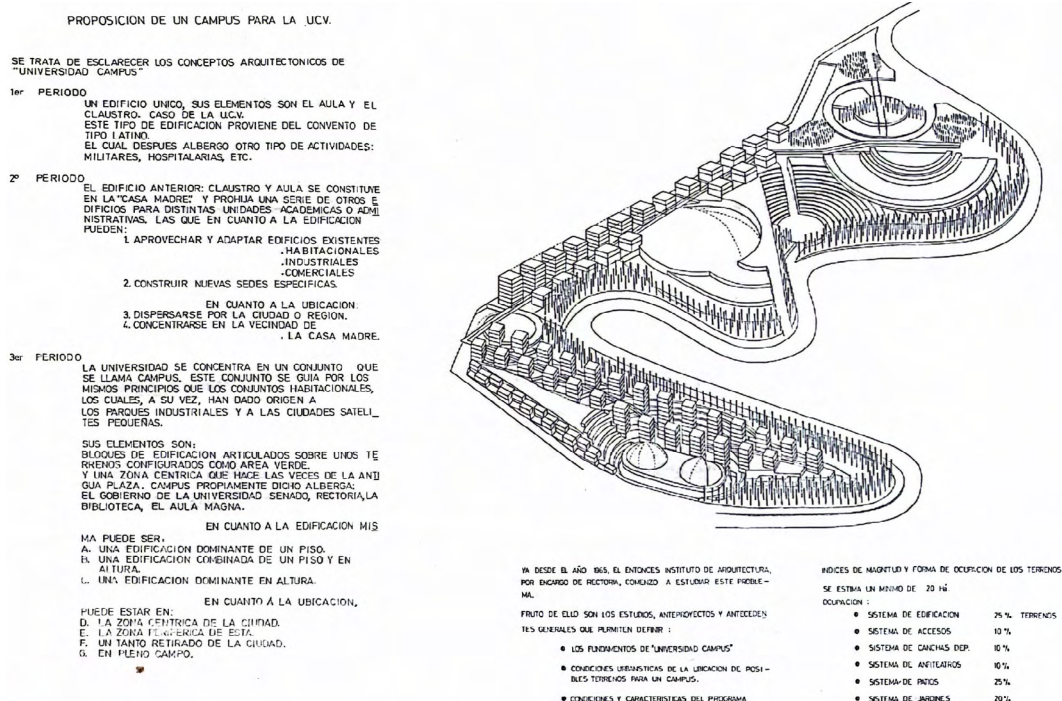 PROPOSICION DE UN CAMPUS PARA LA UCV.
SE TRATA DE ESCLARECER LOS CONCEPTOS ARQUITECTONICOS DE
"UNIVERSIDAD CAMPUS"
1er PERIODO
UN EDIFICIO UNICO, SUS ELEMENTOS SON EL AULA Y EL
CLAUSTRO. CASO DE LA U.C.V.
ESTE TIPO DE EDIFICACION PROVIENE DEL CONVENTO DE
TIPO LATINO.
EL CUAL DESPUES ALBERGO OTRO TIPO DE ACTIVIDADES:
MILITARES, HOSPITALARIAS, ETC.
2º PERIODO
EL EDIFICIO ANTERIOR: CLAUSTRO Y AULA SE CONSTITUYE
EN LA "CASA MADRE" Y PROHIJA UNA SERIE DE OTROS E
DIFICIOS PARA DISTINTAS UNIDADES ACADEMICAS O ADMI
NISTRATIVAS. LAS QUE EN CUANTO A LA EDIFICACION
PUEDEN:
1. APROVECHAR Y ADAPTAR EDIFICIOS EXISTENTES
.HABITACIONALES
.INDUSTRIALES
.COMERCIALES
2. CONSTRUIR NUEVAS SEDES ESPECIFICAS.
EN CUANTO A LA UBICACION:
3. DISPERSARSE POR LA CIUDAD O REGION.
4. CONCENTRARSE EN LA VECINDAD DE
. LA CASA MADRE.
3er PERIODO
LA UNIVERSIDAD SE CONCENTRA EN UN CONJUNTO QUE
SE LLAMA CAMPUS. ESTE CONJUNTO SE GUIA POR LOS
MISMOS PRINCIPIOS QUE LOS CONJUNTOS HABITACIONALES,
LOS CUALES, A SU VEZ, HAN DADO ORIGEN A
LOS PARQUES INDUSTRIALES Y A LAS CIUDADES SATELI_
TES PEQUEÑAS.
SUS ELEMENTOS SON:
BLOQUES DE EDIFICACION ARTICULADOS SOBRE UNOS TE
RRENOS CONFIGURADOS COMO AREA VERDE.
Y UNA ZONA CENTRICA QUE HACE LAS VECES DE LA ANTI
GUA PLAZA. CAMPUS PROPIAMENTE DICHO ALBERGA:
EL GOBIERNO DE LA UNIVERSIDAD SENADO, RECTORIA, LA
BIBLIOTECA, EL AULA MAGNA.
EN CUANTO A LA EDIFICACION MIS
MA PUEDE SER:
A. UNA EDIFICACION DOMINANTE DE UN PISO.
B. UNA EDIFICACION COMBINADA DE UN PISO Y EN
ALTURA.
C. UNA EDIFICACION DOMINANTE EN ALTURA.
EN CUANTO A LA UBICACION,
PUEDE ESTAR EN:
D. LA ZONA CENTRICA DE LA CIUDAD.
E. LA ZONA PERIFERICA DE ESTA.
F. UN TANTO RETIRADO DE LA CIUDAD.
G. EN PLENO CAMPO.
YA DESDE EL AÑO 1965, EL ENTONCES INSTITUTO DE ARQUITECTURA,
POR ENCARGO DE RECTORIA, COMENZO A ESTUDIAR ESTE PROBLE-
MA.
FRUTO DE ELLO SON LOS ESTUDIOS, ANTEPROYECTOS Y ANTECEDEN
TES GENERALES QUE PERMITEN DEFINIR :
• LOS FUNDAMENTOS DE "UNIVERSIDAD CAMPUS"
• CONDICIONES URBANISTICAS DE LA UBICACION DE POSI-
BLES TERRENOS PARA UN CAMPUS.
• CONDICIONES Y CARACTERISTICAS DEL PROGRAMA
INDICES DE MAGNITUD Y FORMA DE OCUPACION DE LOS TERRENOS
SE ESTIMA UN MINIMO DE 20 Há
OCUPACION :
• SISTEMA DE EDIFICACION 25 % TERRENOS
• SISTEMA DE ACCESOS 10 %
• SISTEMA DE CANCHAS DEP. 10 %
• SISTEMA DE ANFITEATROS 10 %
• SISTEMA DE PATIOS 25 %
• SISTEMA DE JARDINES 20 %